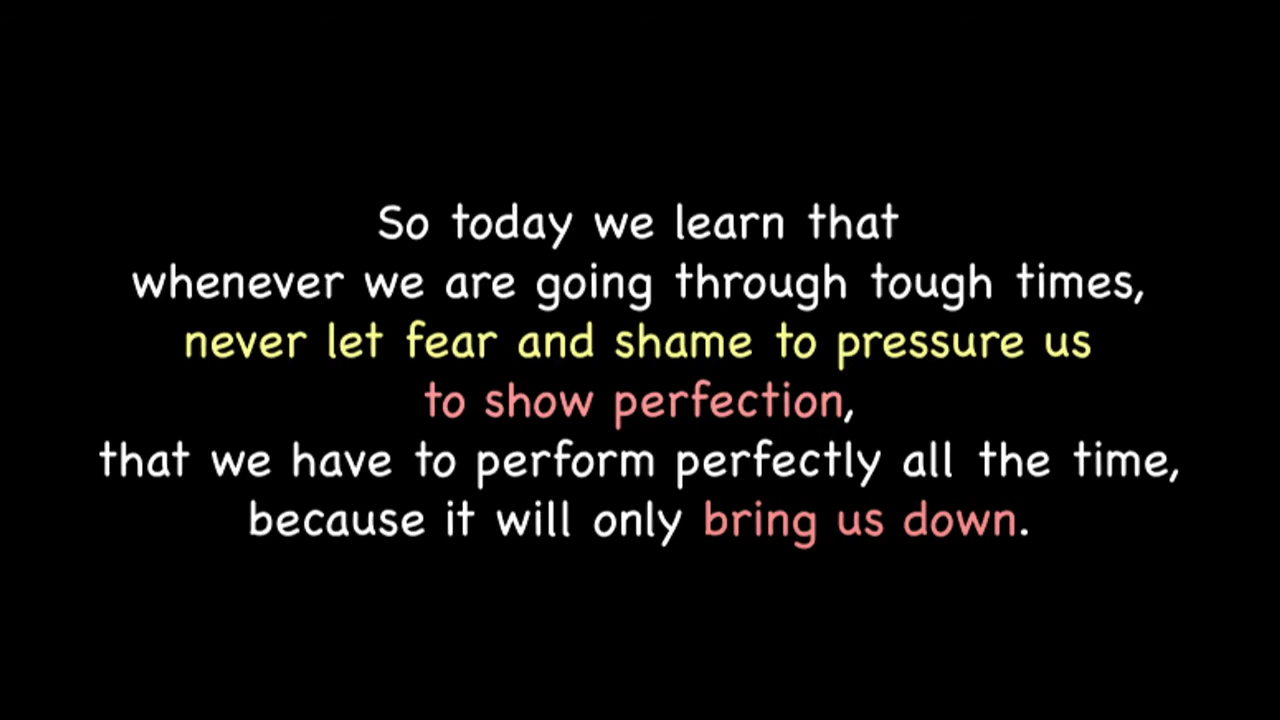 So today we learn that
whenever we are going through tough times,
never let fear and shame to pressure us
to show perfection,
that we have to perform perfectly all the time,
because it will only bring us down.